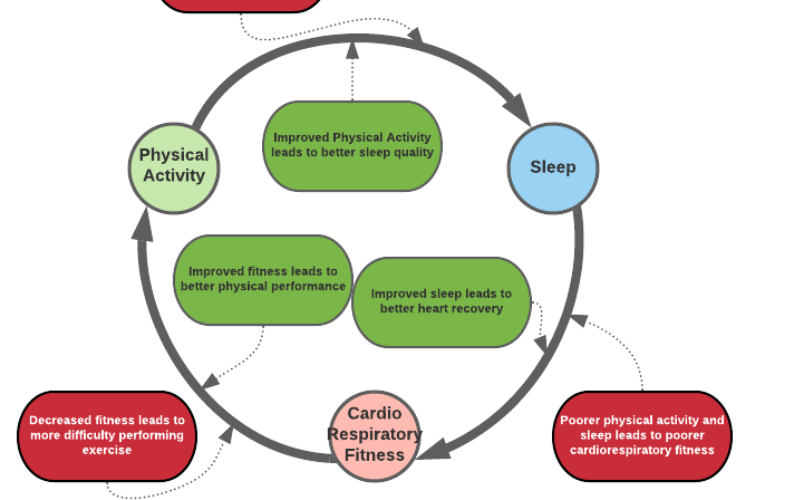 Improved Physical Activity
leads to better sleep quality
Physical
Activity
Sleep
Improved fitness leads to
better physical performance
Improved sleep leads to
better heart recovery
Decreased fitness leads to
more difficulty performing
exercise
Cardio
Respiratory
Fitness
Poorer physical activity and
sleep leads to poorer
cardiorespiratory fitness